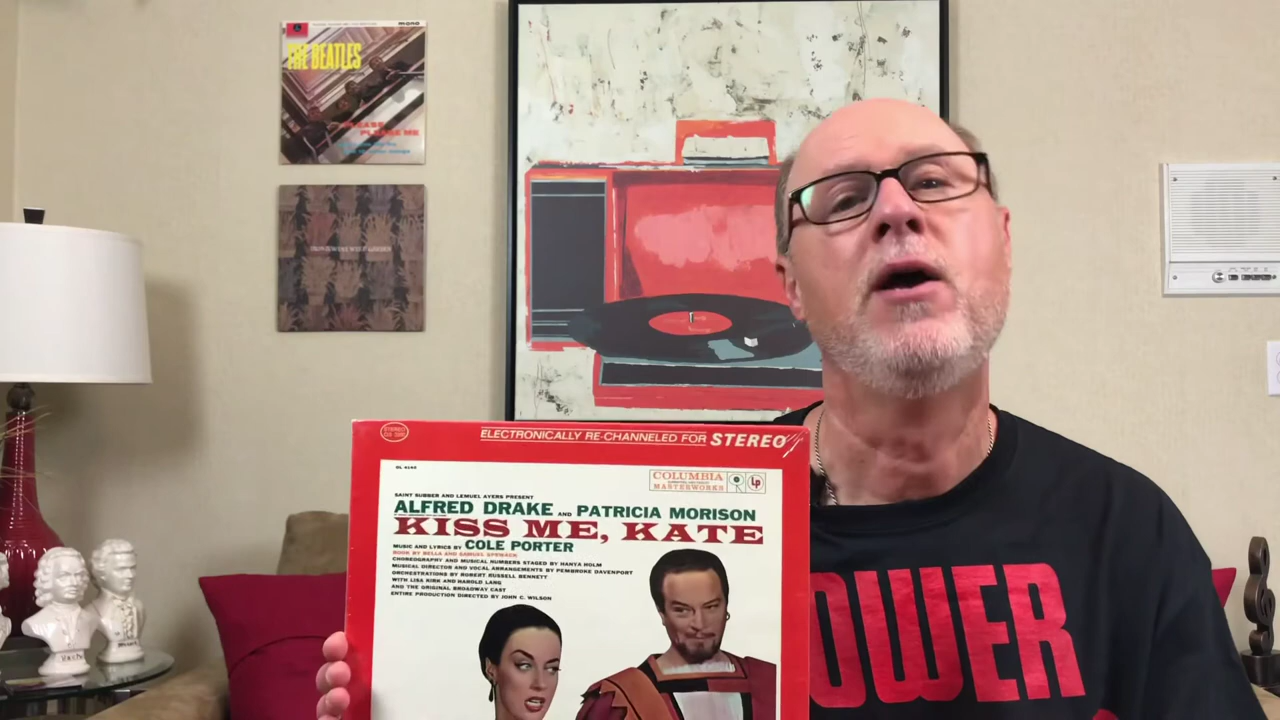 MONO
THE BEATLES
PLEASE
PLEASE ME
ELECTRONICALLY RE-CHANNELED FOR STEREO
STEREO
COLUMBIA
MASTERWORKS
Lp
SAINT SUBBER AND LEMUEL AYERS PRESENT
ALFRED DRAKE AND PATRICIA MORISON
KISS ME, KATE
MUSIC AND LYRICS BY COLE PORTER
BOOK BY BELLA AND SAMUEL SPEWACK
CHOREOGRAPHY AND MUSICAL NUMBERS STAGED BY HANYA HOLM
MUSICAL DIRECTOR AND VOCAL ARRANGEMENTS BY PEMBROKE DAVENPORT
ORCHESTRATIONS BY ROBERT RUSSELL BENNETT
WITH LISA KIRK AND HAROLD LANG
AND THE ORIGINAL BROADWAY CAST
ENTIRE PRODUCTION DIRECTED BY JOHN C. WILSON
OWER